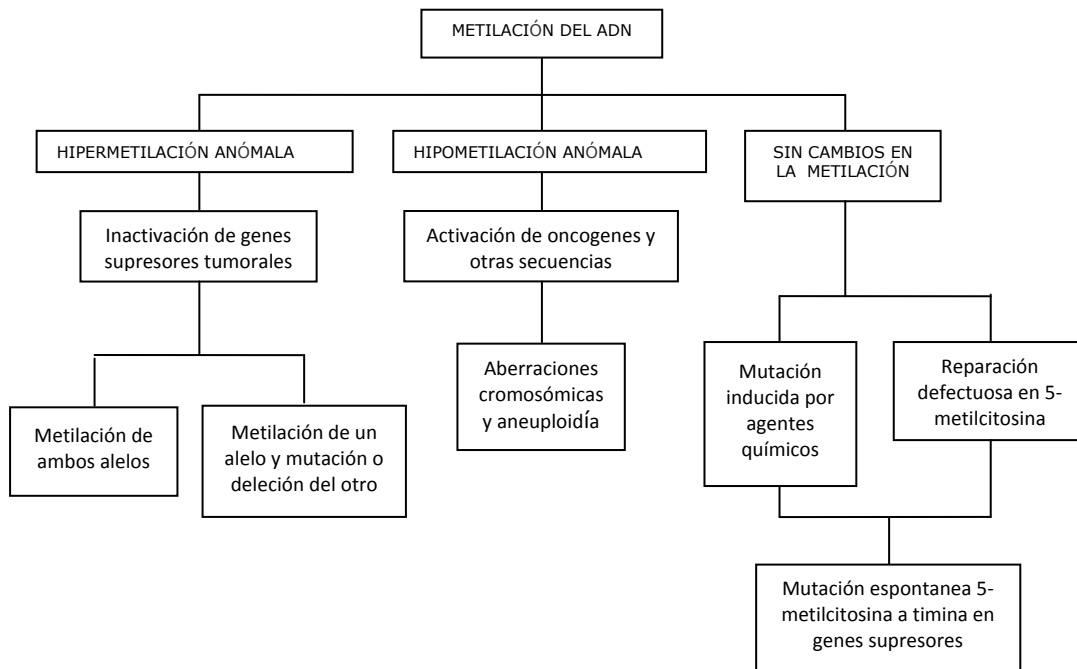 METILACIÓN DEL ADN
HIPERMETILACIÓN ANÓMALA
HIPOMETILACIÓN ANÓMALA
SIN CAMBIOS EN
LA METILACIÓN
Inactivación de genes
supresores tumorales
Activación de oncogenes y
otras secuencias
Metilación de
ambos alelos
Metilación de un
alelo y mutación o
deleción del otro
Aberraciones
cromosómicas
y aneuploidía
Mutación
inducida por
agentes
químicos
Reparación
defectuosa en 5-
metilcitosina
Mutación espontanea 5-
metilcitosina a timina en
genes supresores